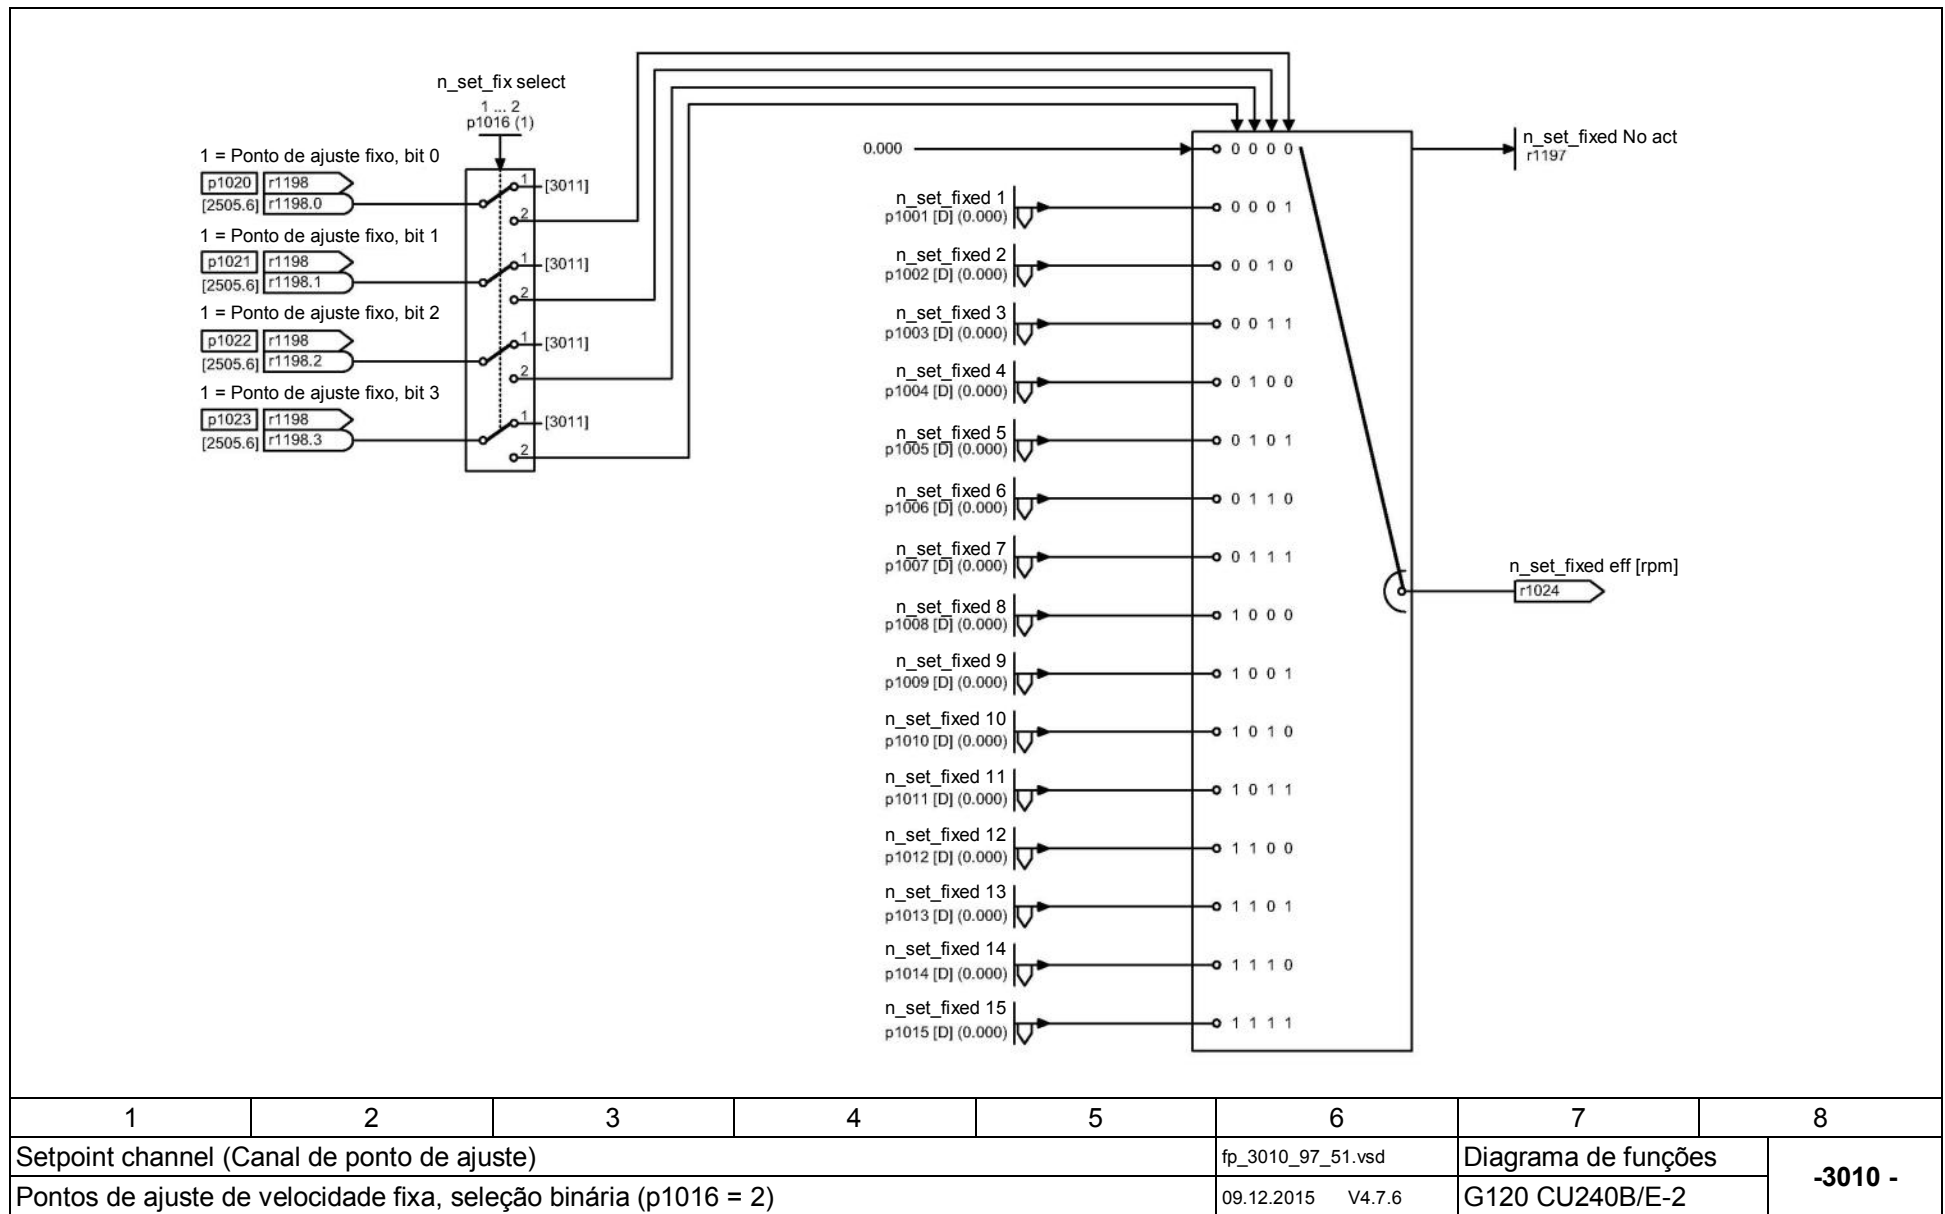 n_set_fix select
1 ... 2
p1016 (1)
1 = Ponto de ajuste fixo, bit 0
p1020 r1198
[2505.6] r1198.0
1 [3011]
2
1 = Ponto de ajuste fixo, bit 1
p1021 r1198
[2505.6] r1198.1
1 [3011]
2
1 = Ponto de ajuste fixo, bit 2
p1022 r1198
[2505.6] r1198.2
1 [3011]
2
1 = Ponto de ajuste fixo, bit 3
p1023 r1198
[2505.6] r1198.3
1 [3011]
2
0.000
0 0 0 0
n_set_fixed No act
r1197
n_set_fixed 1
p1001 [D] (0.000)
0 0 0 1
n_set_fixed 2
p1002 [D] (0.000)
0 0 1 0
n_set_fixed 3
p1003 [D] (0.000)
0 0 1 1
n_set_fixed 4
p1004 [D] (0.000)
0 1 0 0
n_set_fixed 5
p1005 [D] (0.000)
0 1 0 1
n_set_fixed 6
p1006 [D] (0.000)
0 1 1 0
n_set_fixed 7
p1007 [D] (0.000)
0 1 1 1
n_set_fixed eff [rpm]
r1024
n_set_fixed 8
p1008 [D] (0.000)
1 0 0 0
n_set_fixed 9
p1009 [D] (0.000)
1 0 0 1
n_set_fixed 10
p1010 [D] (0.000)
1 0 1 0
n_set_fixed 11
p1011 [D] (0.000)
1 0 1 1
n_set_fixed 12
p1012 [D] (0.000)
1 1 0 0
n_set_fixed 13
p1013 [D] (0.000)
1 1 0 1
n_set_fixed 14
p1014 [D] (0.000)
1 1 1 0
n_set_fixed 15
p1015 [D] (0.000)
1 1 1 1
1 2 3 4 5 6 7 8
Setpoint channel (Canal de ponto de ajuste) fp_3010_97_51.vsd Diagrama de funções
-3010 -
Pontos de ajuste de velocidade fixa, seleção binária (p1016 = 2) 09.12.2015 V4.7.6 G120 CU240B/E-2